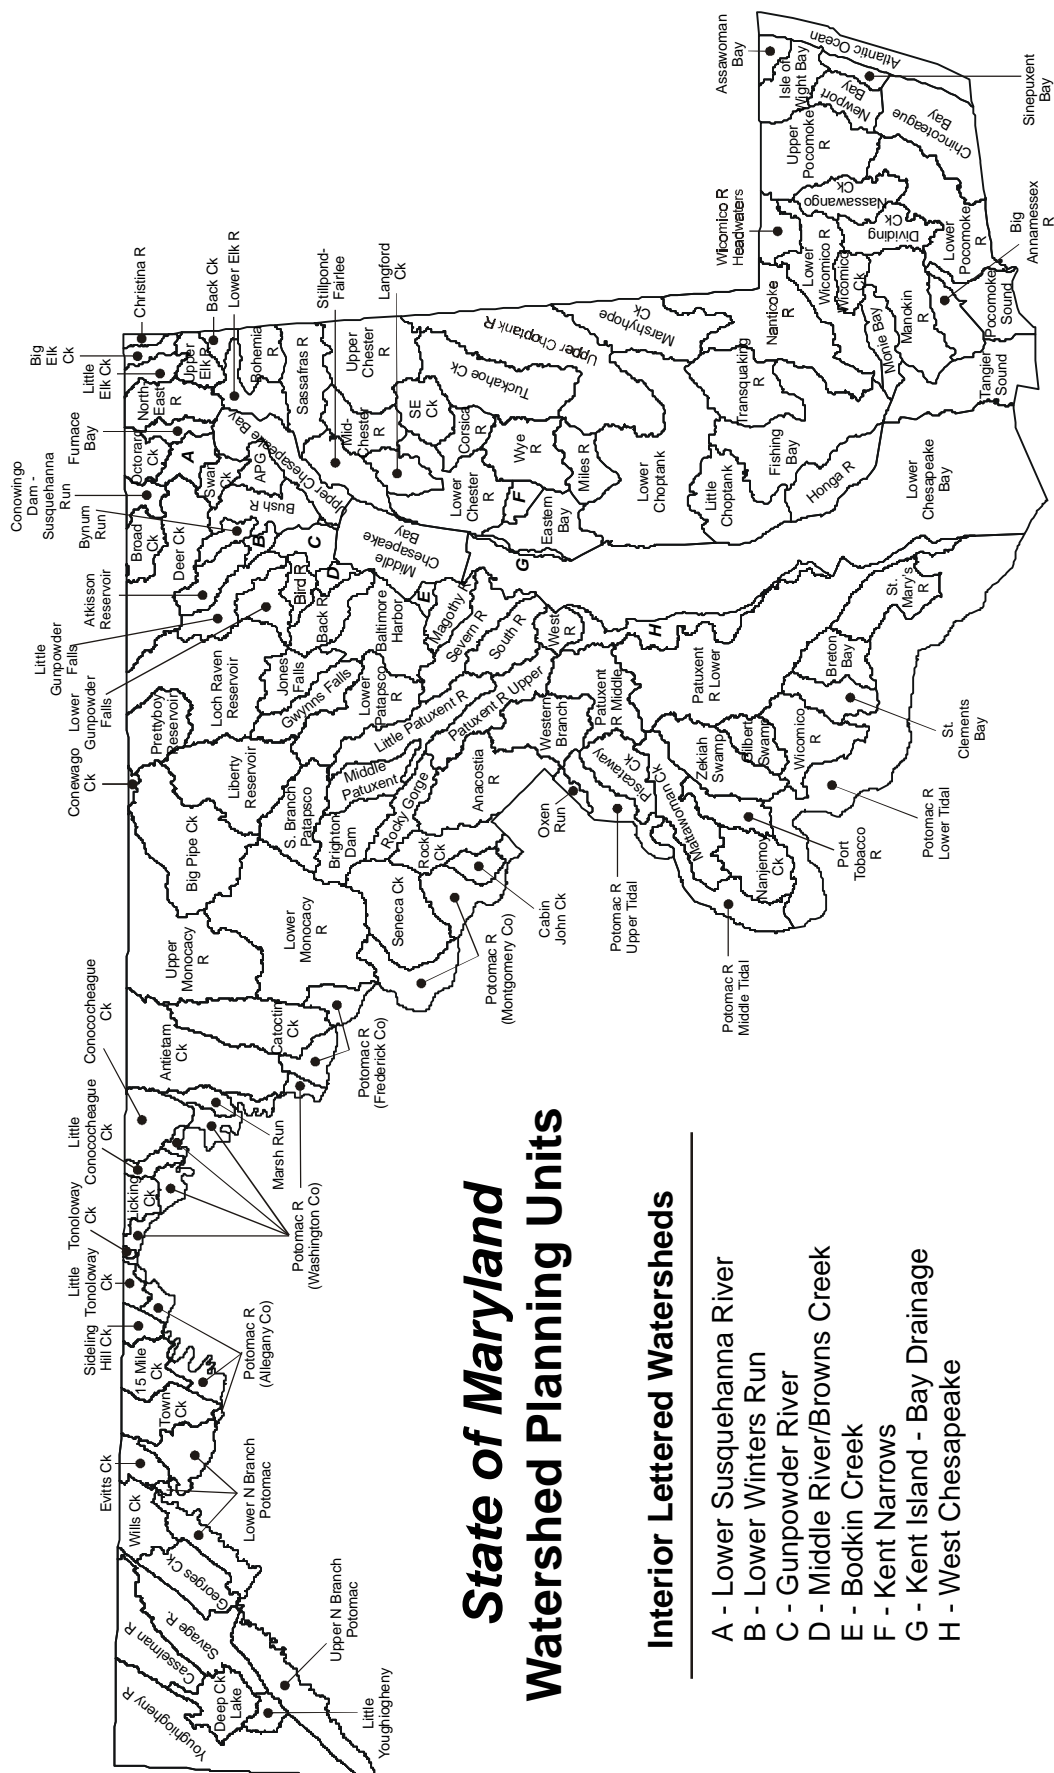 State of Maryland
Watershed Planning Units
Interior Lettered Watersheds
A - Lower Susquehanna River
B - Lower Winters Run
C - Gunpowder River
D - Middle River/Browns Creek
E - Bodkin Creek
F - Kent Narrows
G - Kent Island - Bay Drainage
H - West Chesapeake
Youghiogheny R
Casselman R
Savage R.
Deep Ck
Lake
Little
Youghiogheny
Upper N Branch
Potomac
Georges Ck
Wills Ck
Evitts Ck
Lower N Branch
Potomac
Town
Ck
15 Mile
Ck
Potomac R
(Allegany Co)
Sideling
Hill Ck
Little
Tonoloway
Ck
Tonoloway
Ck
Licking
Ck
Little
Conococheague
Ck
Conococheague
Ck
Potomac R
(Washington Co)
Marsh Run
Antietam
Ck
Catoctin
Ck
Potomac R
(Frederick Co)
Upper
Monocacy
R
Lower
Monocacy
R
Big Pipe Ck
Conewago
Ck
Prettyboy
Reservoir
Liberty
Reservoir
Loch Raven
Reservoir
S. Branch
Patapsco
Brighton
Dam
Middle
Patuxent
Little Patuxent R
Rocky Gorge
Patuxent R Upper
Seneca Ck
Rock
Ck
Cabin
John Ck
Potomac R
(Montgomery Co)
Anacostia
R
Oxen
Run
Potomac R
Upper Tidal
Piscataway
Ck
Mattawoman Ck
Potomac R
Middle Tidal
Nanjemoy
Ck
Port
Tobacco
R
Potomac R
Lower Tidal
Zekiah
Swamp
Gilbert
Swamp
Wicomico
R
St.
Clements
Bay
Breton
Bay
St.
Mary's
R
Western
Branch
Patuxent
R Middle
Patuxent
R Lower
Jones
Falls
Gwynns Falls
Lower
Patapsco
R
Baltimore
Harbor
Back R
Bird R
Lower
Gunpowder
Falls
Little
Gunpowder
Falls
Atkisson
Reservoir
Bynum
Run
Conowingo
Dam -
Susquehanna
Run
Broad
Ck
Deer Ck
Octoraro
Ck
Furnace
Bay
Swan
Ck
APG
Bush R
Magothy R
Severn R
South R
West
R
A
B
C
D
E
F
G
H
North
East
R
Little
Elk Ck
Big
Elk
Ck
Christina R
Upper
Elk R
Back Ck
Lower Elk R
Bohemia
R
Sassafras R
Stillpond-
Fairlee
Upper Chesapeake Bay
Middle
Chesapeake
Bay
Lower
Chesapeake
Bay
Upper
Chester
R
Mid-
Chester
R
Langford
Ck
Lower
Chester
R
SE
Ck
Corsica
R
Wye
R
Eastern
Bay
Miles R
Tuckahoe Ck
Upper Choptank R
Lower
Choptank
Little
Choptank
Honga R
Fishing
Bay
Transquaking
R
Marshyhope
Ck
Nanticoke
R
Wicomico R
Headwaters
Lower
Wicomico R
Wicomico
Ck
Monie Bay
Manokin
R
Big
Annamessex
R
Tangier
Sound
Pocomoke
Sound
Lower
Pocomoke
R
Dividing
Ck
Nassawango
Ck
Upper
Pocomoke
R
Assawoman
Bay
Isle of
Wight Bay
Newport
Bay
Sinepuxent
Bay
Chincoteague
Bay
Atlantic Ocean